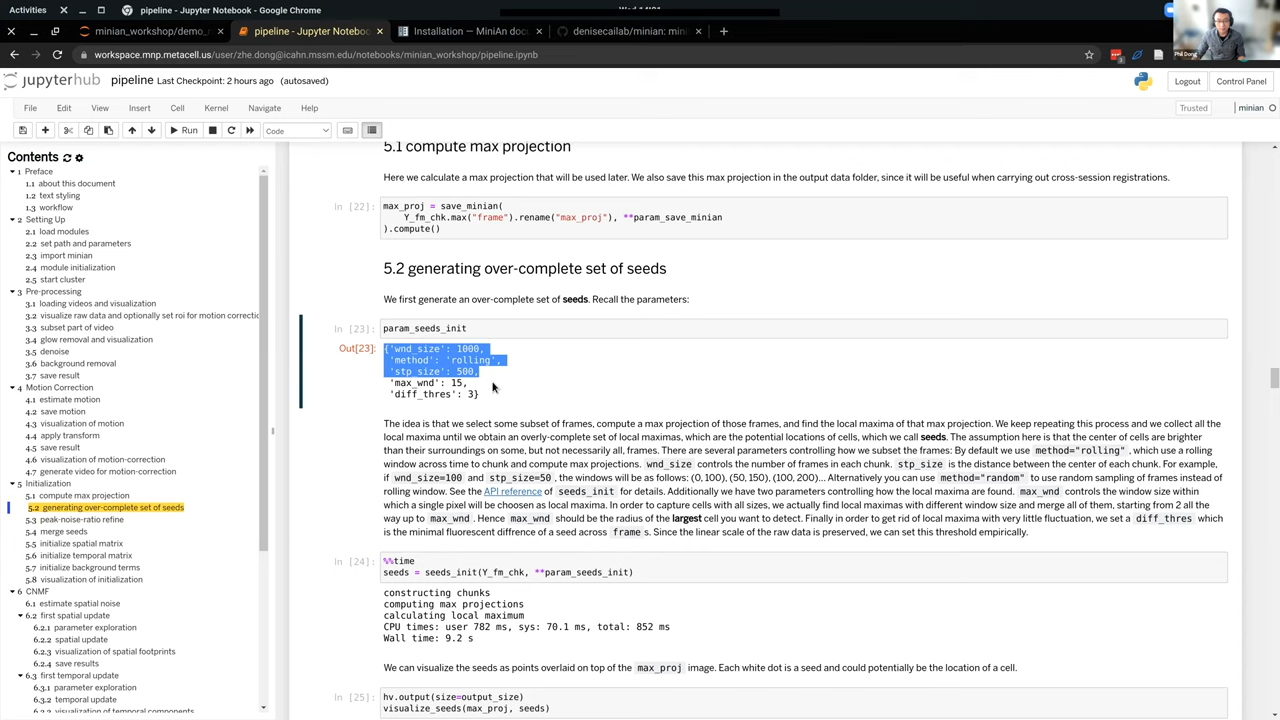 Activities
pipeline - Jupyter Notebook - Google Chrome
minian_workshop/demo_
pipeline - Jupyter Noteboo
Installation — MiniAn docu
denisecailab/minian: mini
workspace.mnp.metacell.us/user/zhe.dong@icahn.mssm.edu/notebooks/minian_workshop/pipeline.ipynb
Phil Dong
jupyterhub pipeline Last Checkpoint: 2 hours ago (autosaved)
Logout Control Panel
File Edit View Insert Cell Kernel Navigate Help
Trusted minian
Run Code
Contents
1 Preface
1.1 about this document
1.2 text styling
1.3 workflow
2 Setting Up
2.1 load modules
2.2 set path and parameters
2.3 import minian
2.4 module initialization
2.5 start cluster
3 Pre-processing
3.1 loading videos and visualization
3.2 visualize raw data and optionally set roi for motion correctio
3.3 subset part of video
3.4 glow removal and visualization
3.5 denoise
3.6 background removal
3.7 save result
4 Motion Correction
4.1 estimate motion
4.2 save motion
4.3 visualization of motion
4.4 apply transform
4.5 save result
4.6 visualization of motion-correction
4.7 generate video for motion-correction
5 Initialization
5.1 compute max projection
5.2 generating over-complete set of seeds
5.3 peak-noise-ratio refine
5.4 merge seeds
5.5 initialize spatial matrix
5.6 initialize temporal matrix
5.7 initialize background terms
5.8 visualization of initialization
6 CNMF
6.1 estimate spatial noise
6.2 first spatial update
6.2.1 parameter exploration
6.2.2 spatial update
6.2.3 visualization of spatial footprints
6.2.4 save results
6.3 first temporal update
6.3.1 parameter exploration
6.3.2 temporal update
6.3.3 visualization of temporal components
5.1 compute max projection
Here we calculate a max projection that will be used later. We also save this max projection in the output data folder, since it will be useful when carrying out cross-session registrations.
In [22]: max_proj = save_minian(
Y_fm_chk.max("frame").rename("max_proj"), **param_save_minian
).compute()
5.2 generating over-complete set of seeds
We first generate an over-complete set of seeds. Recall the parameters:
In [23]: param_seeds_init
Out[23]: {'wnd_size': 1000,
'method': 'rolling',
'stp_size': 500,
'max_wnd': 15,
'diff_thres': 3}
The idea is that we select some subset of frames, compute a max projection of those frames, and find the local maxima of that max projection. We keep repeating this process and we collect all the
local maxima until we obtain an overly-complete set of local maximas, which are the potential locations of cells, which we call seeds. The assumption here is that the center of cells are brighter
than their surroundings on some, but not necessarily all, frames. There are several parameters controlling how we subset the frames: By default we use method="rolling", which use a rolling
window across time to chunk and compute max projections. wnd_size controls the number of frames in each chunk. stp_size is the distance between the center of each chunk. For example,
if wnd_size=100 and stp_size=50, the windows will be as follows: (0, 100), (50, 150), (100, 200)... Alternatively you can use method="random" to use random sampling of frames instead of
rolling window. See the API reference of seeds_init for details. Additionally we have two parameters controlling how the local maxima are found. max_wnd controls the window size within
which a single pixel will be choosen as local maxima. In order to capture cells with all sizes, we actually find local maximas with different window size and merge all of them, starting from 2 all the
way up to max_wnd. Hence max_wnd should be the radius of the largest cell you want to detect. Finally in order to get rid of local maxima with very little fluctuation, we set a diff_thres which
is the minimal fluorescent diffrence of a seed across frame s. Since the linear scale of the raw data is preserved, we can set this threshold empirically.
In [24]: %%time
seeds = seeds_init(Y_fm_chk, **param_seeds_init)
constructing chunks
computing max projections
calculating local maximum
CPU times: user 782 ms, sys: 70.1 ms, total: 852 ms
Wall time: 9.2 s
We can visualize the seeds as points overlaid on top of the max_proj image. Each white dot is a seed and could potentially be the location of a cell.
In [25]: hv.output(size=output_size)
visualize_seeds(max_proj, seeds)